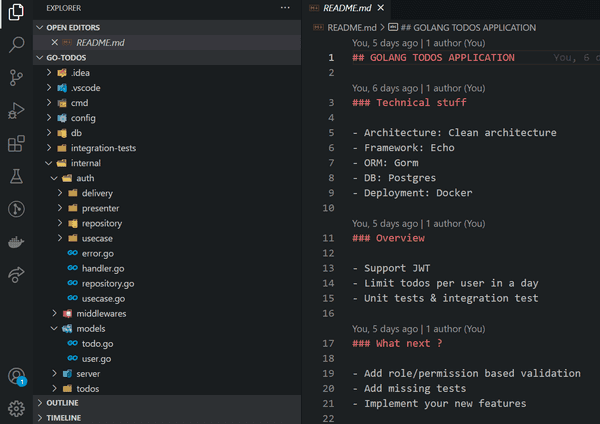 EXPLORER
OPEN EDITORS
README.md
GO-TODOS
.idea
.vscode
cmd
config
db
integration-tests
internal
auth
delivery
presenter
repository
usecase
error.go
handler.go
repository.go
usecase.go
middlewares
models
todo.go
user.go
server
todos
OUTLINE
TIMELINE
1
README.md
README.md > ## GOLANG TODOS APPLICATION
You, 5 days ago | 1 author (You)
1 ## GOLANG TODOS APPLICATION You, 6
2
You, 6 days ago | 1 author (You)
3 ### Technical stuff
4
5 - Architecture: Clean architecture
6 - Framework: Echo
7 - ORM: Gorm
8 - DB: Postgres
9 - Deployment: Docker
10
You, 5 days ago | 1 author (You)
11 ### Overview
12
13 - Support JWT
14 - Limit todos per user in a day
15 - Unit tests & integration test
16
You, 5 days ago | 1 author (You)
17 ### What next ?
18
19 - Add role/permission based validation
20 - Add missing tests
21 - Implement your new features
22